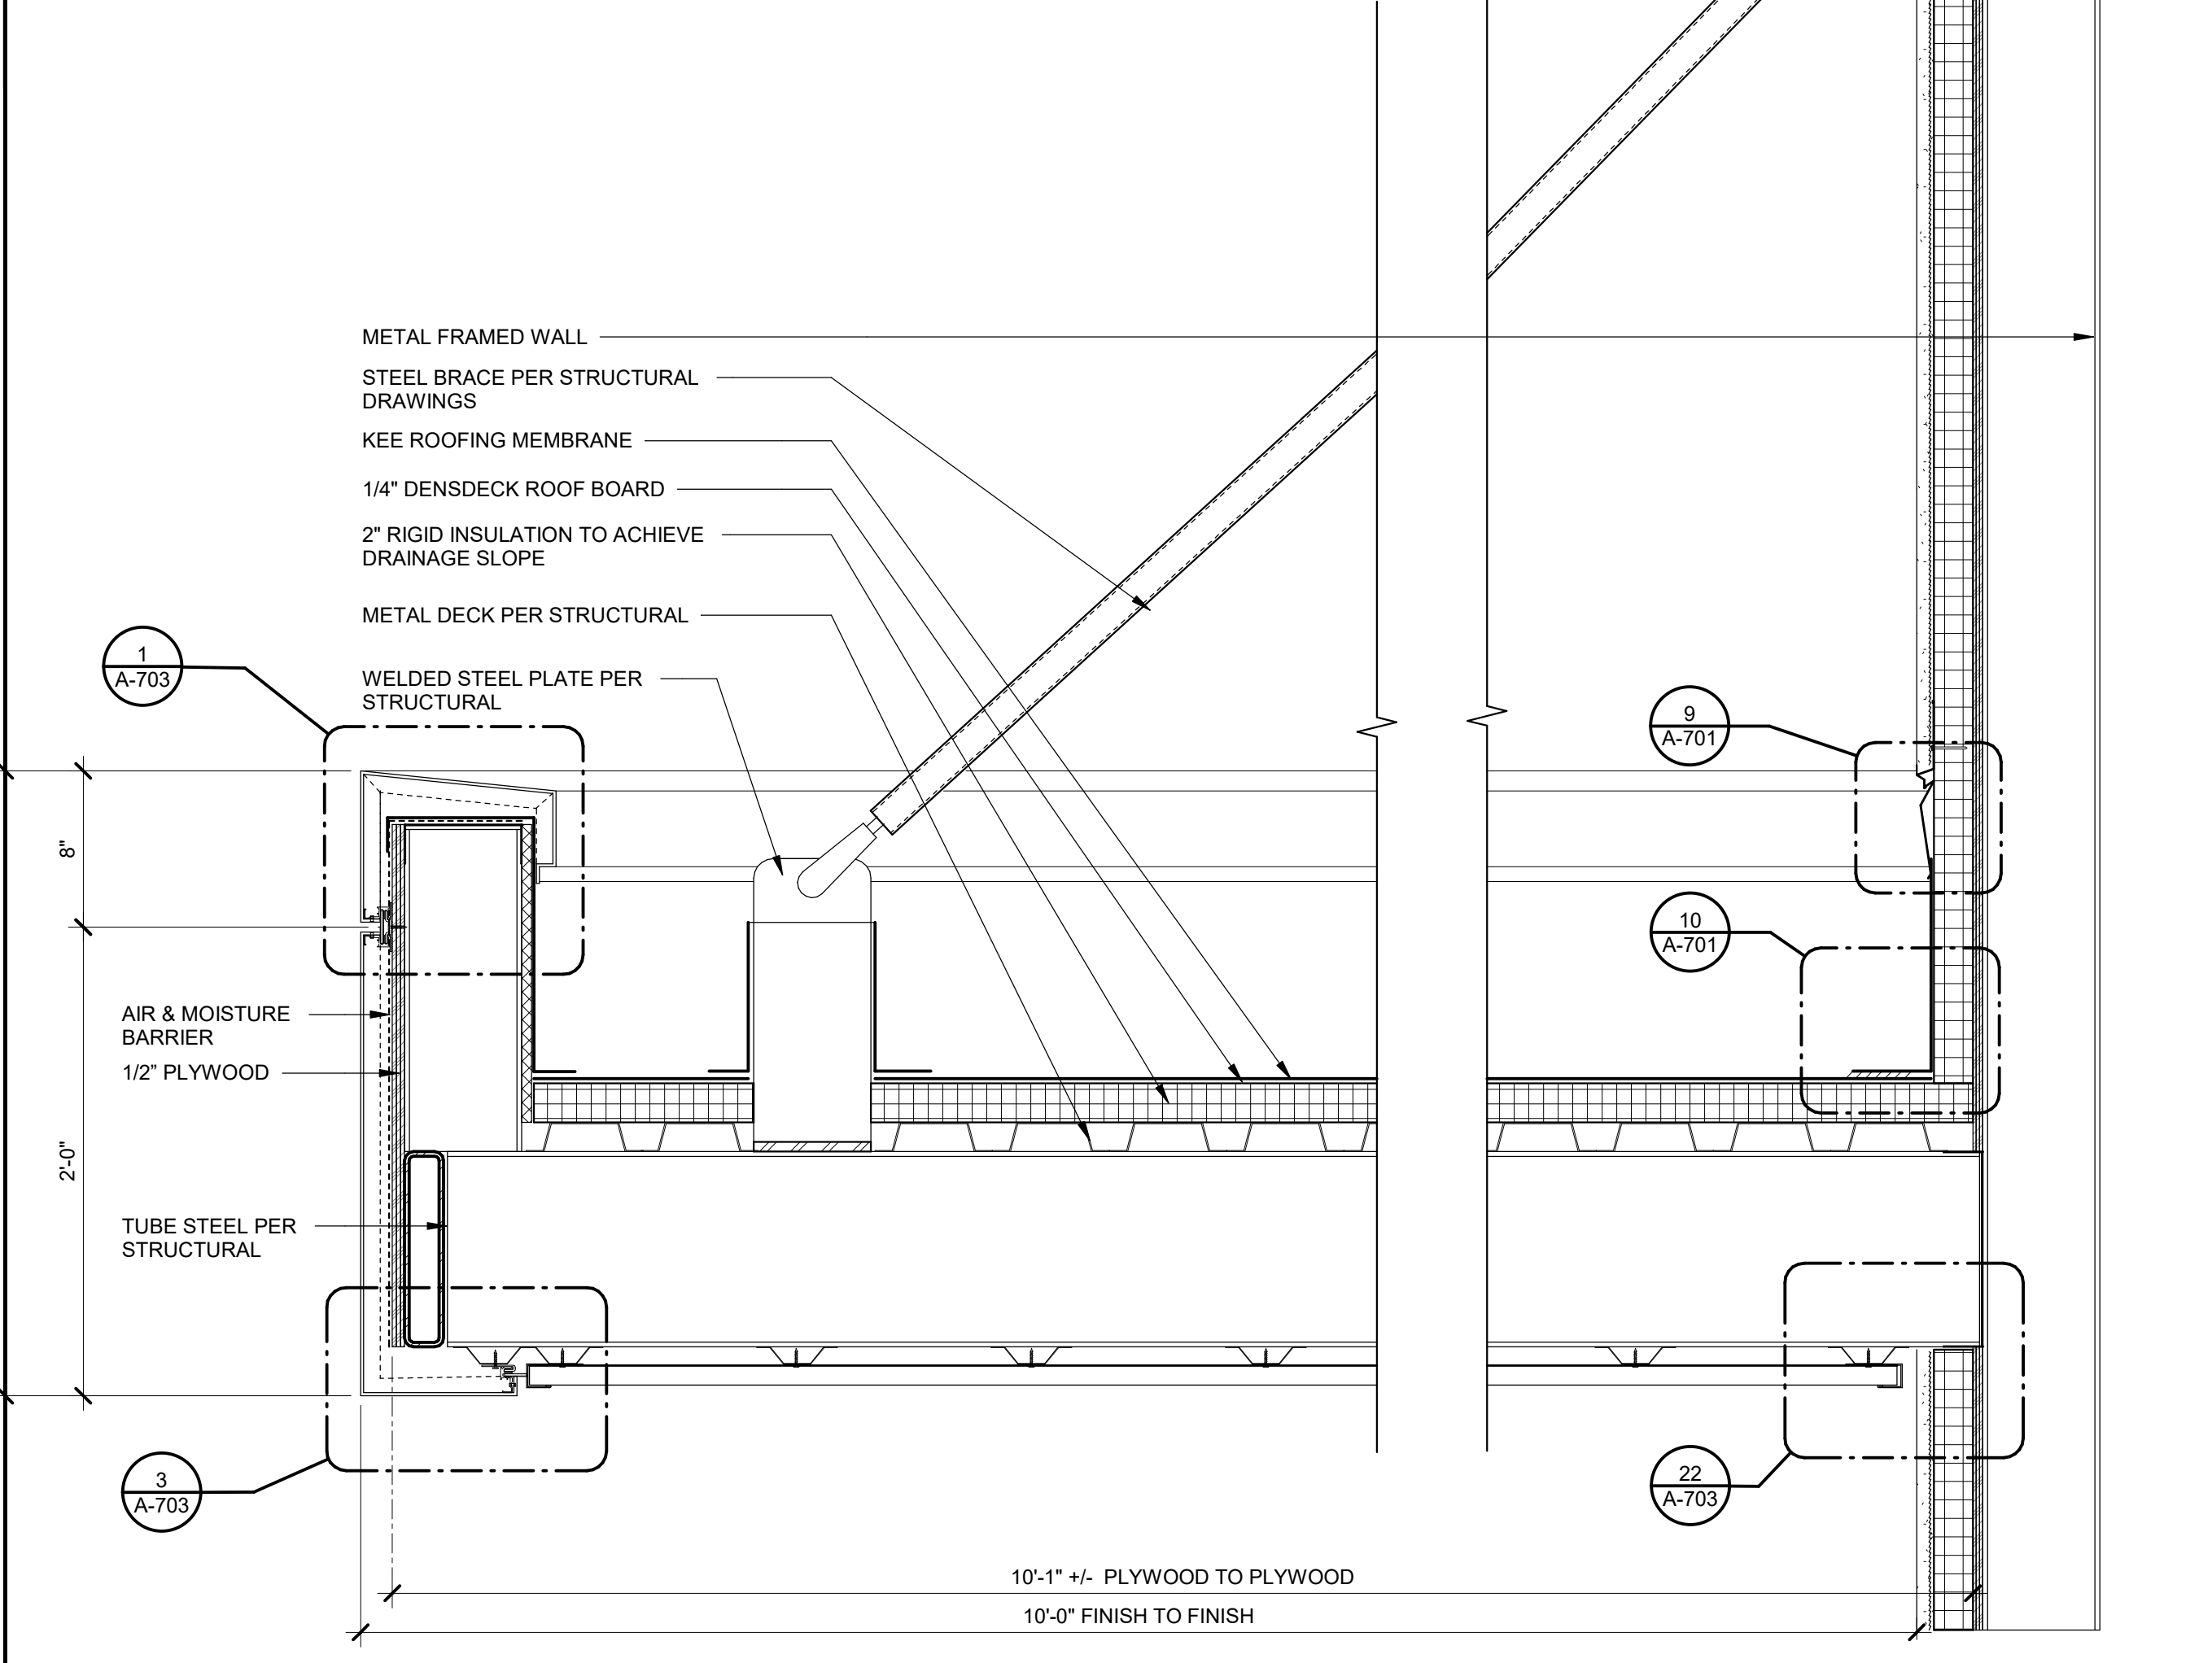 METAL FRAMED WALL
STEEL BRACE PER STRUCTURAL
DRAWINGS
KEE ROOFING MEMBRANE
1/4" DENSDECK ROOF BOARD
2" RIGID INSULATION TO ACHIEVE
DRAINAGE SLOPE
METAL DECK PER STRUCTURAL
WELDED STEEL PLATE PER
STRUCTURAL
1
A-703
9
A-701
8"
10
A-701
AIR & MOISTURE
BARRIER
1/2” PLYWOOD
2'-0"
TUBE STEEL PER
STRUCTURAL
3
A-703
22
A-703
10'-1" +/- PLYWOOD TO PLYWOOD
10'-0" FINISH TO FINISH